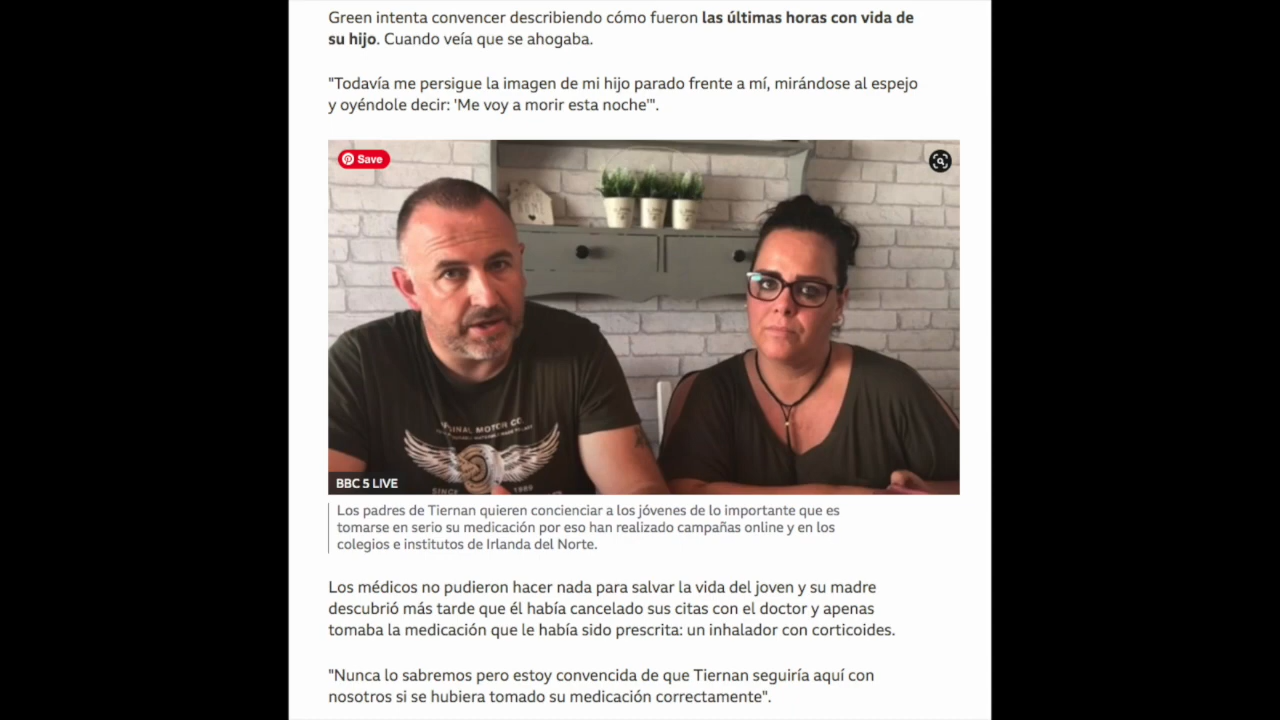 Green intenta convencer describiendo cómo fueron las últimas horas con vida de
su hijo. Cuando veía que se ahogaba.
"Todavía me persigue la imagen de mi hijo parado frente a mí, mirándose al espejo
y oyéndole decir: 'Me voy a morir esta noche'".
Save
MOTOR CO.
SINCE 1989
BBC 5 LIVE
Los padres de Tiernan quieren concienciar a los jóvenes de lo importante que es
tomarse en serio su medicación por eso han realizado campañas online y en los
colegios e institutos de Irlanda del Norte.
Los médicos no pudieron hacer nada para salvar la vida del joven y su madre
descubrió más tarde que él había cancelado sus citas con el doctor y apenas
tomaba la medicación que le había sido prescrita: un inhalador con corticoides.
"Nunca lo sabremos pero estoy convencida de que Tiernan seguiría aquí con
nosotros si se hubiera tomado su medicación correctamente".